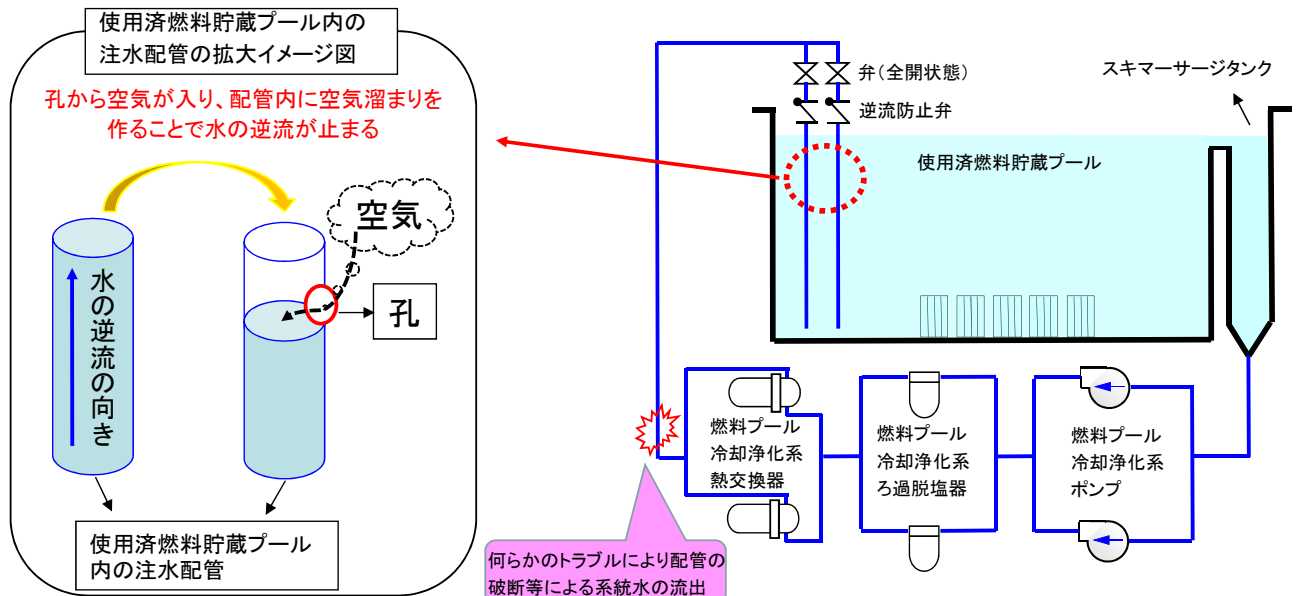 使用済燃料貯蔵プール内の
注水配管の拡大イメージ図
孔から空気が入り、配管内に空気溜まりを
作ることで水の逆流が止まる
空気
水の逆流の向き
孔
使用済燃料貯蔵プール
内の注水配管
弁(全開状態)
逆流防止弁
スキマーサージタンク
使用済燃料貯蔵プール
燃料プール
冷却浄化系
熱交換器
燃料プール
冷却浄化系
ろ過脱塩器
燃料プール
冷却浄化系
ポンプ
何らかのトラブルにより配管の
破断等による系統水の流出